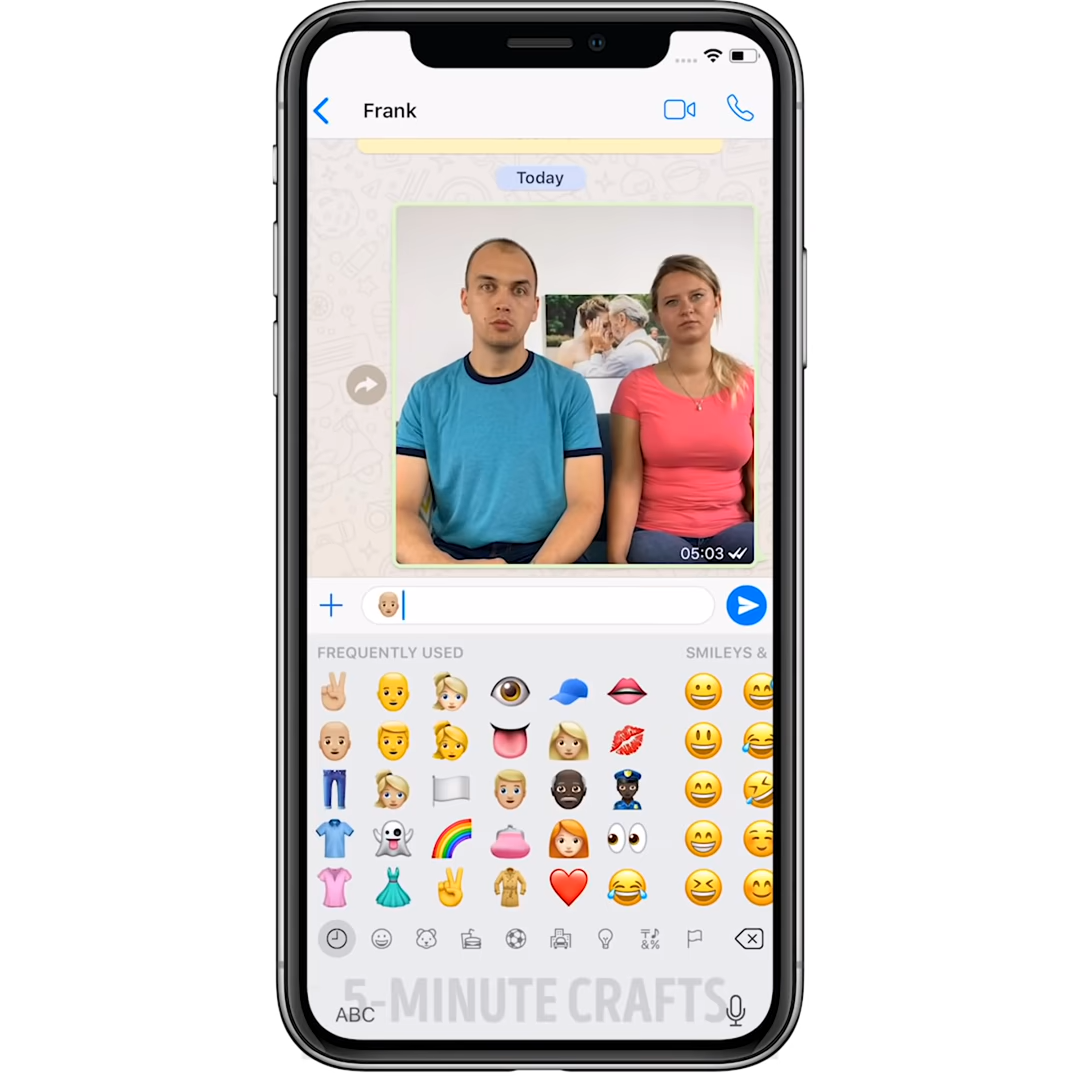 Frank
Today
05:03
FREQUENTLY USED
SMILEYS &
5-MINUTE CRAFTS
ABC